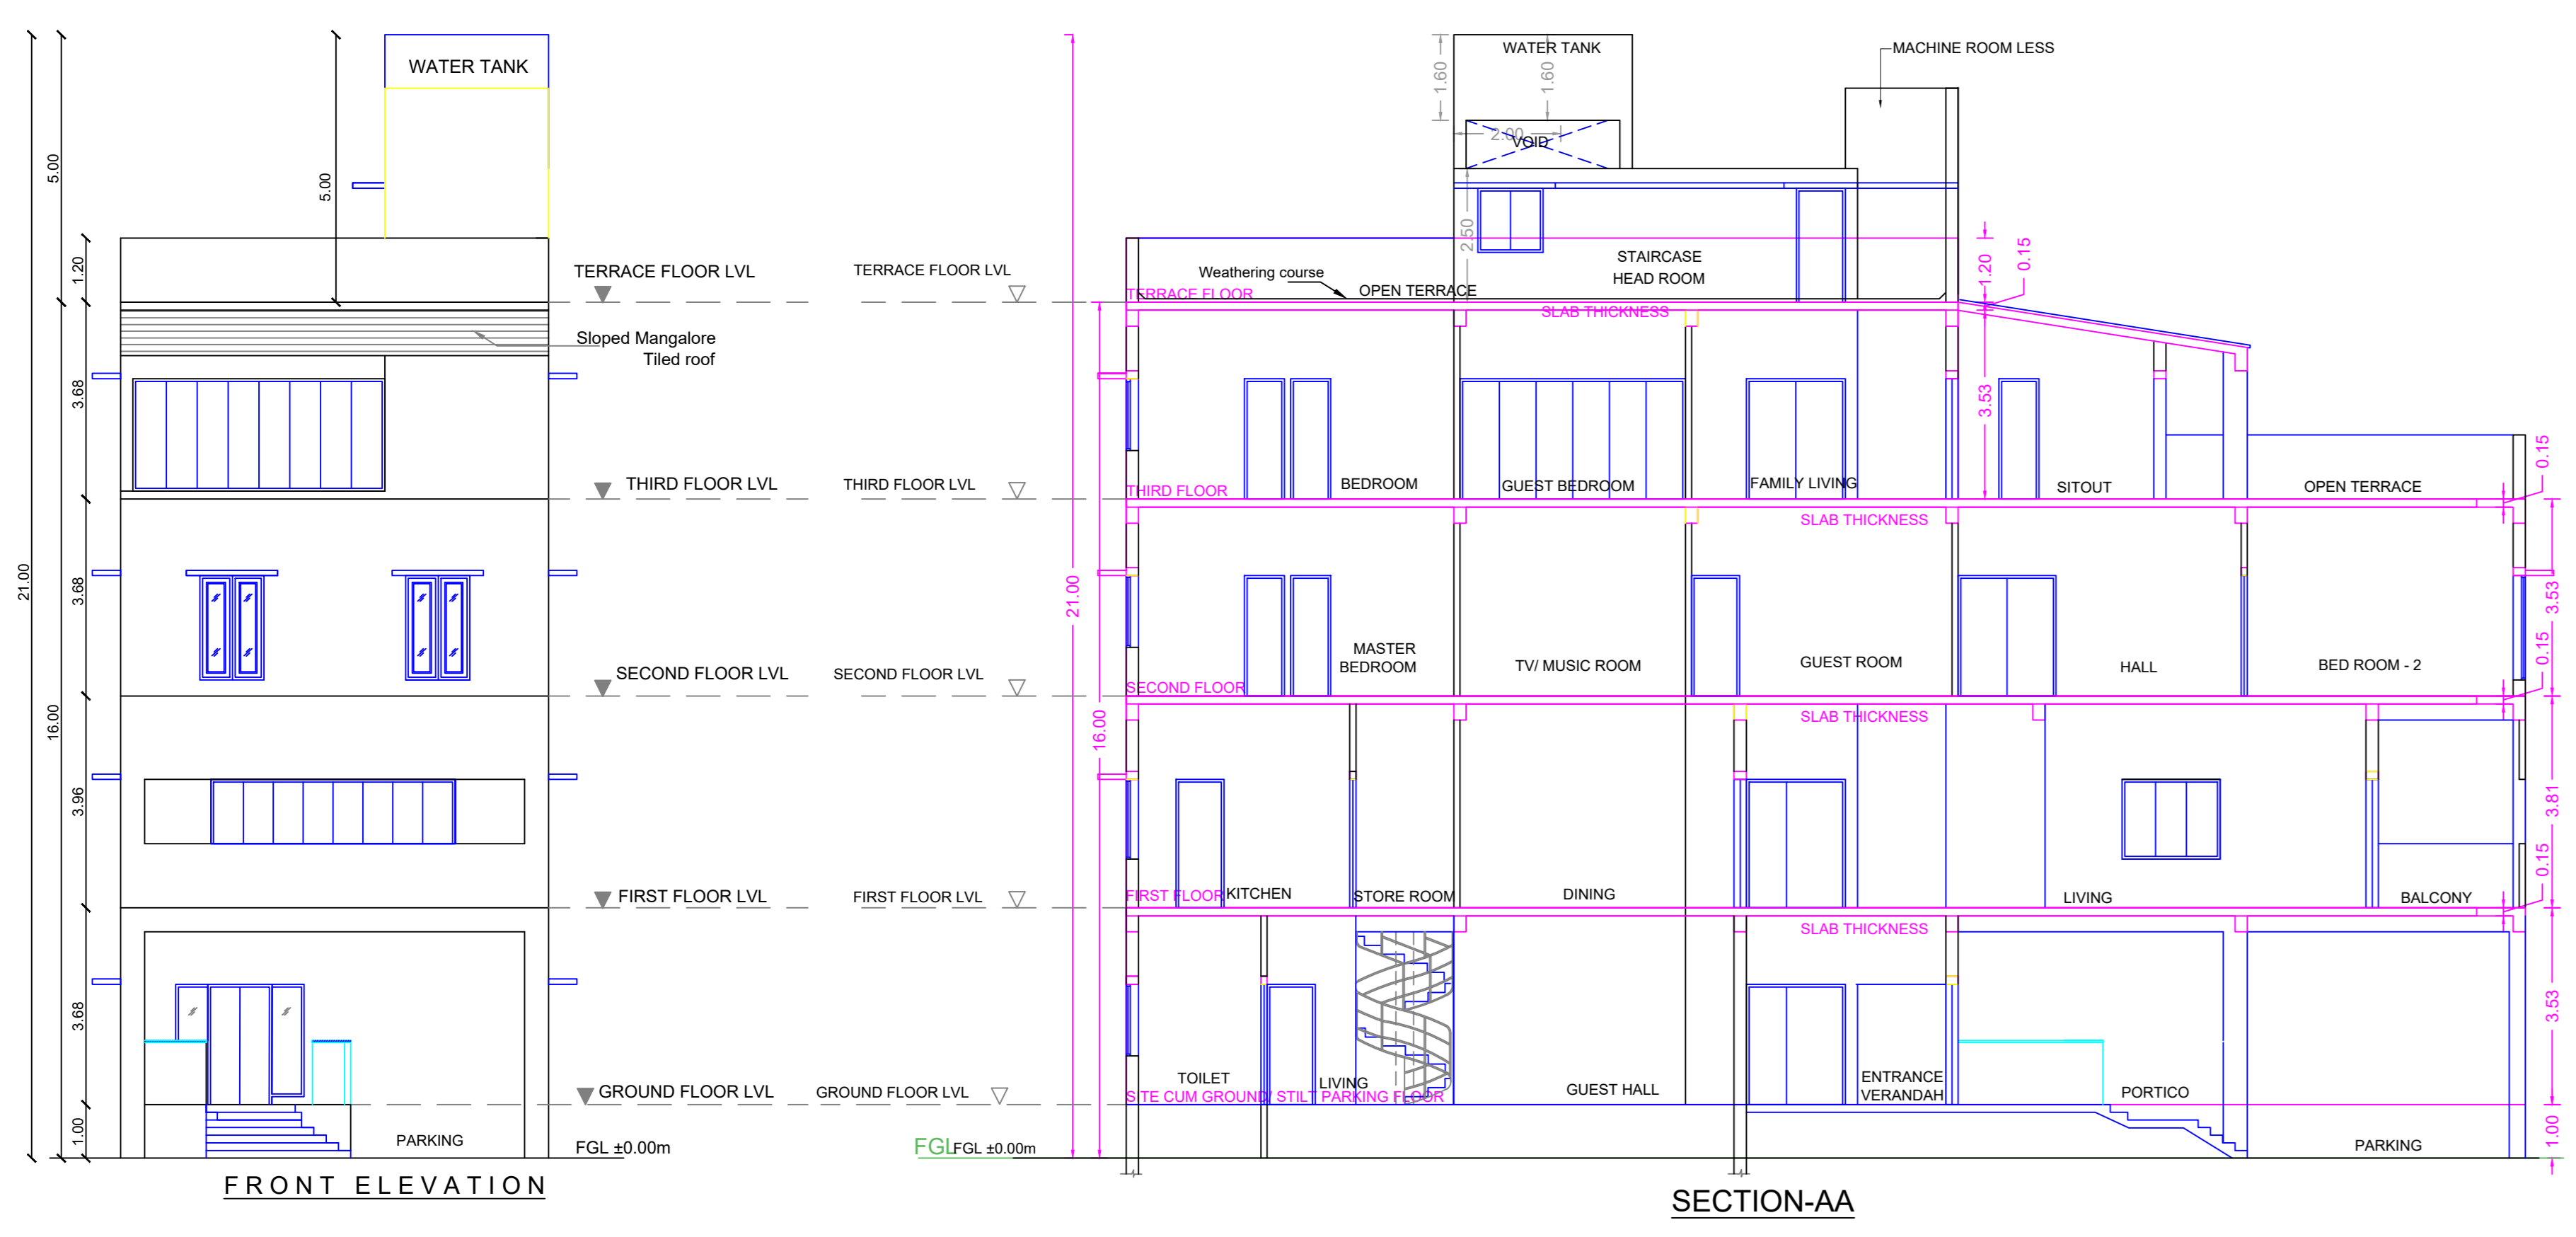 WATER TANK
5.00
5.00
1.20
TERRACE FLOOR LVL
Sloped Mangalore
Tiled roof
3.68
THIRD FLOOR LVL
21.00
3.68
SECOND FLOOR LVL
16.00
3.96
FIRST FLOOR LVL
3.68
GROUND FLOOR LVL
1.00
PARKING
FGL ±0.00m
FRONT ELEVATION
TERRACE FLOOR LVL
THIRD FLOOR LVL
SECOND FLOOR LVL
FIRST FLOOR LVL
GROUND FLOOR LVL
FGL
FGL ±0.00m
21.00
16.00
WATER TANK
MACHINE ROOM LESS
1.60
1.60
2.00
VOID
2.50
STAIRCASE
HEAD ROOM
1.20
0.15
Weathering course
OPEN TERRACE
TERRACE FLOOR
SLAB THICKNESS
3.53
BEDROOM
GUEST BEDROOM
FAMILY LIVING
SITOUT
OPEN TERRACE
0.15
THIRD FLOOR
SLAB THICKNESS
3.53
MASTER
BEDROOM
TV/ MUSIC ROOM
GUEST ROOM
HALL
BED ROOM - 2
0.15
SECOND FLOOR
SLAB THICKNESS
3.81
KITCHEN
STORE ROOM
DINING
LIVING
BALCONY
0.15
FIRST FLOOR
SLAB THICKNESS
3.53
TOILET
LIVING
GUEST HALL
ENTRANCE
VERANDAH
PORTICO
SITE CUM GROUND/ STILT PARKING FLOOR
1.00
PARKING
SECTION-AA